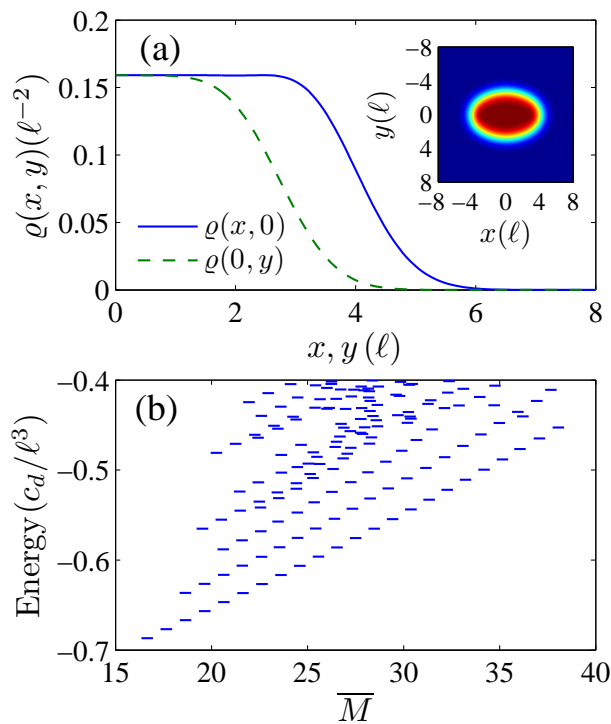 (a)
ϱ(x, y)(ℓ⁻²)
0.15
0.1
0.05
0
0
2
4
6
8
x, y (ℓ)
ϱ(x, 0)
ϱ(0, y)
y(ℓ)
−8
−4
0
4
8
−8 −4 0 4 8
x(ℓ)
(b)
Energy (c_d/ℓ³)
−0.4
−0.5
−0.6
−0.7
15 20 25 30 35 40
M̅